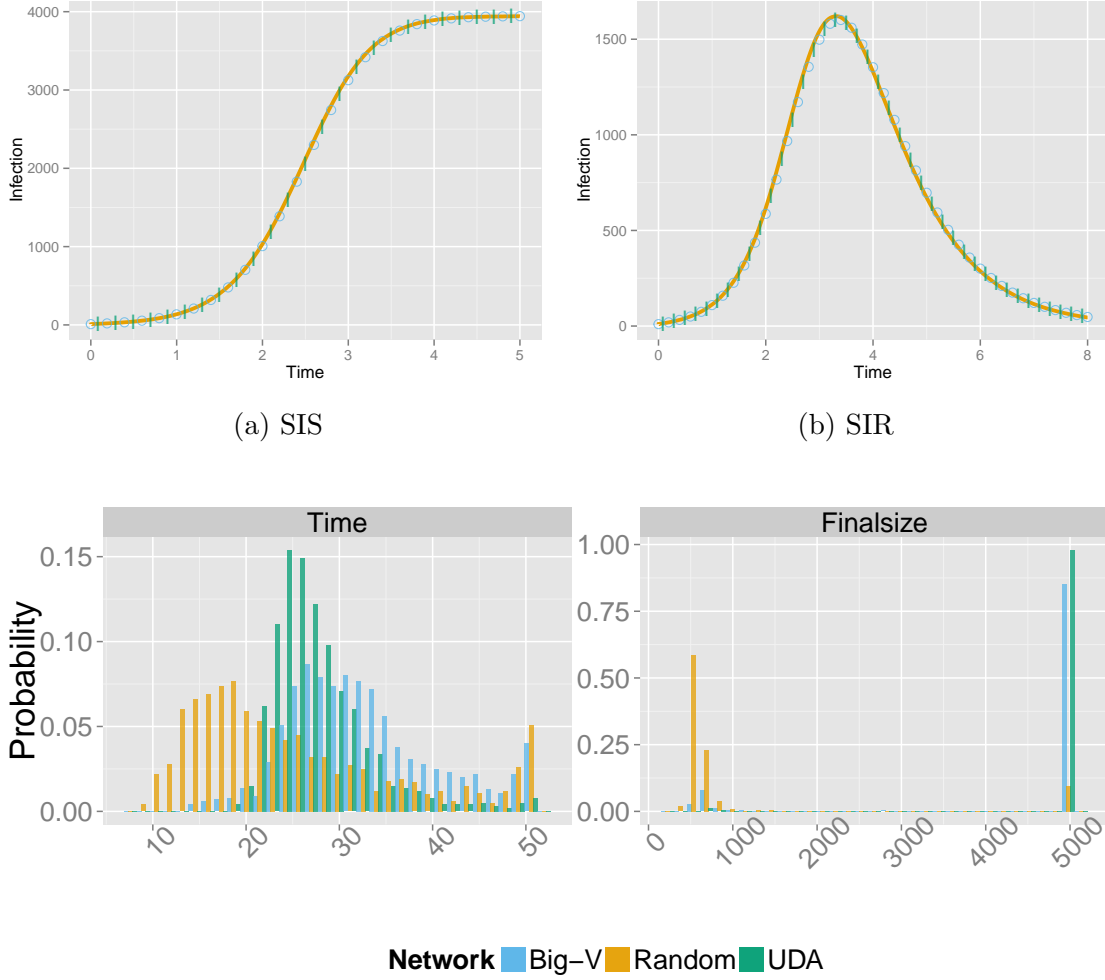 4000
3000
2000
1000
0
Infection
0 1 2 3 4 5
Time
(a) SIS
1500
1000
500
0
Infection
0 2 4 6 8
Time
(b) SIR
Time
Finalsize
Probability
0.15
0.10
0.05
0.00
10 20 30 40 50
1.00
0.75
0.50
0.25
0.00
0 1000 2000 3000 4000 5000
Network Big−V Random UDA